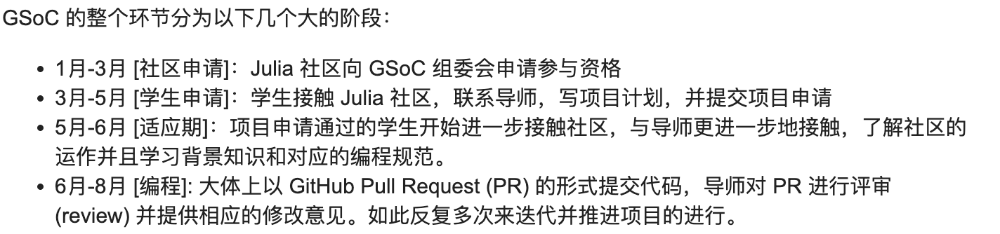 GSoC 的整个环节分为以下几个大的阶段：
• 1月-3月 [社区申请]：Julia 社区向 GSoC 组委会申请参与资格
• 3月-5月 [学生申请]：学生接触 Julia 社区，联系导师，写项目计划，并提交项目申请
• 5月-6月 [适应期]：项目申请通过的学生开始进一步接触社区，与导师更进一步地接触，了解社区的
运作并且学习背景知识和对应的编程规范。
• 6月-8月 [编程]: 大体上以 GitHub Pull Request (PR) 的形式提交代码，导师对 PR 进行评审
(review) 并提供相应的修改意见。如此反复多次来迭代并推进项目的进行。